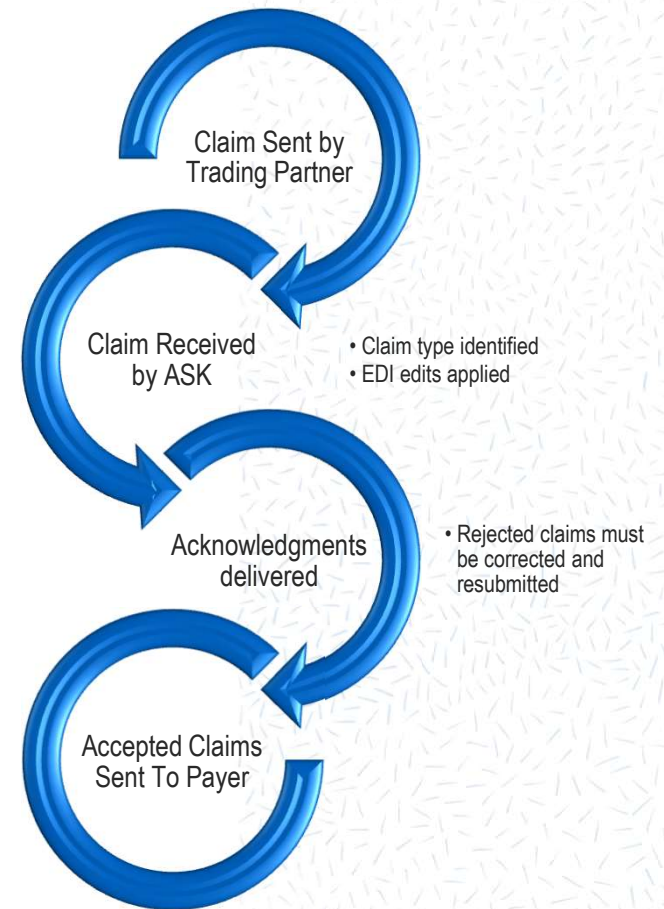 Claim Sent by
Trading Partner
Claim Received
by ASK
• Claim type identified
• EDI edits applied
Acknowledgments
delivered
• Rejected claims must
be corrected and
resubmitted
Accepted Claims
Sent To Payer